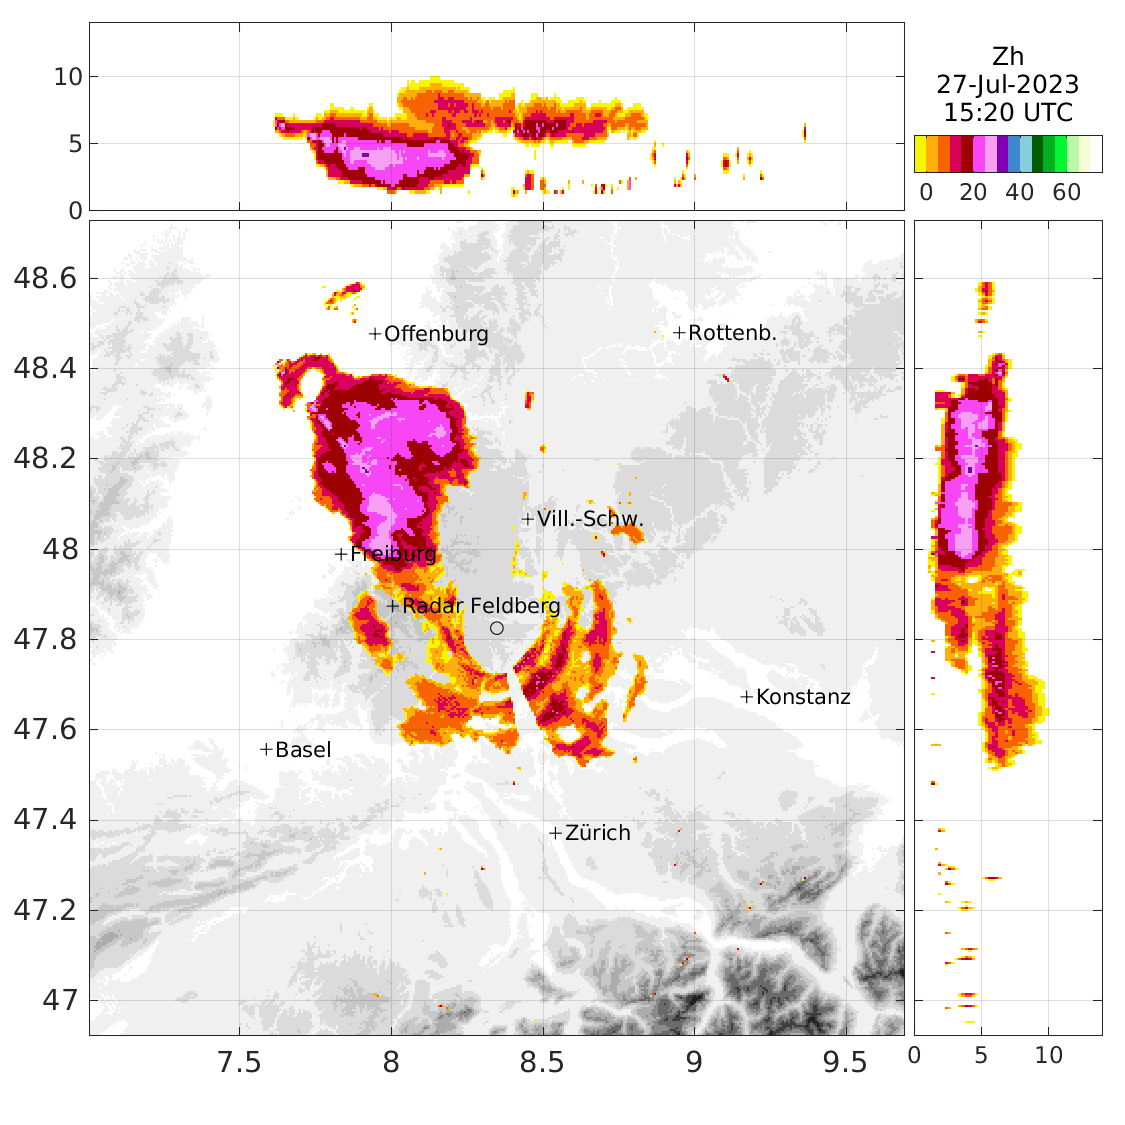 10
5
0
Zh
27-Jul-2023
15:20 UTC
0 20 40 60
48.6
48.4
48.2
48
47.8
47.6
47.4
47.2
47
Offenburg
Rottenb.
Vill.-Schw.
Freiburg
Radar Feldberg
Konstanz
Basel
Zürich
7.5 8 8.5 9 9.5
0 5 10